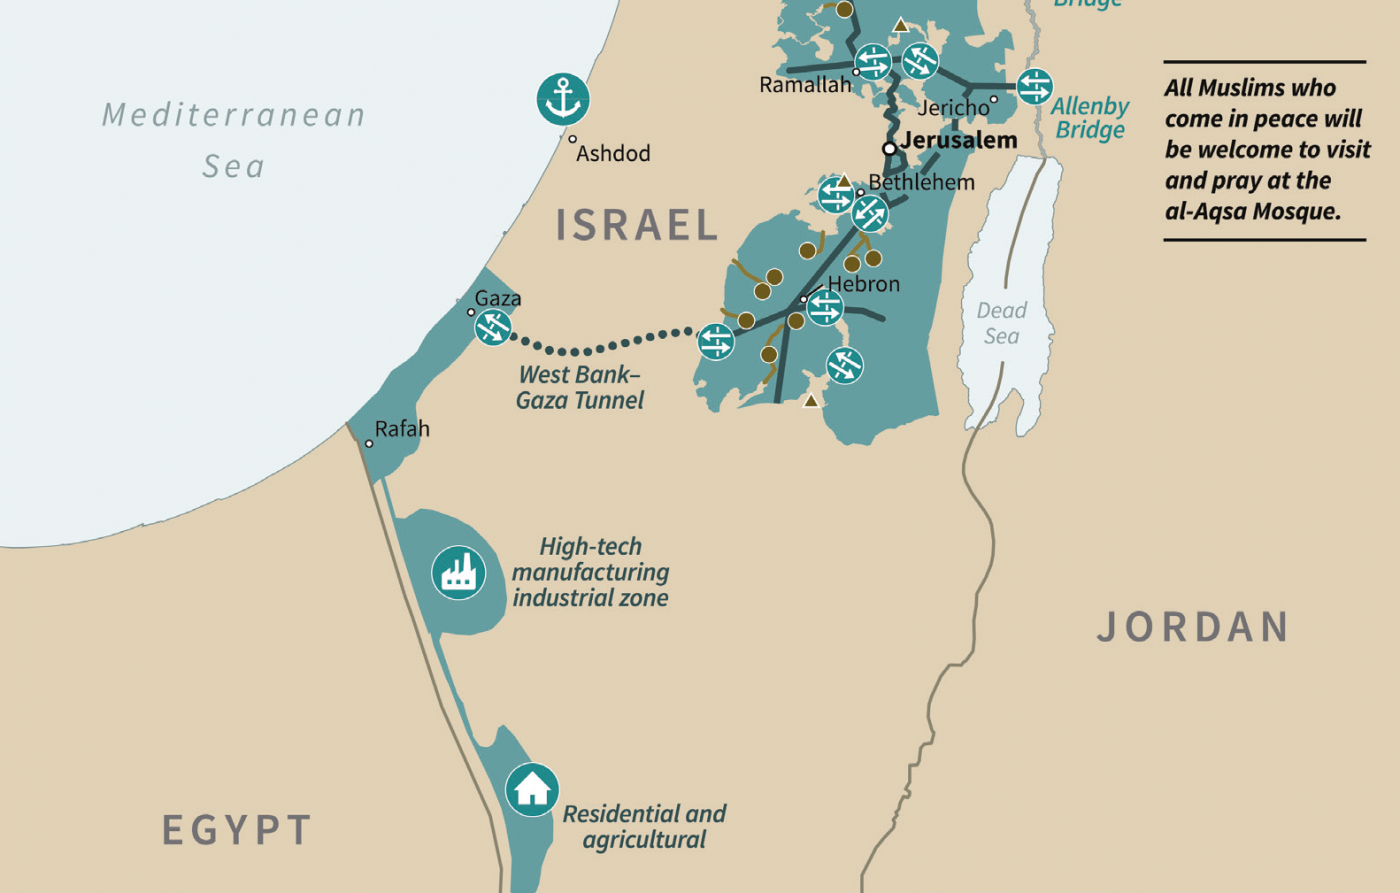 Bridge
Mediterranean
Sea
Ramallah
Jericho
Allenby
Bridge
All Muslims who
come in peace will
be welcome to visit
and pray at the
al-Aqsa Mosque.
Ashdod
Jerusalem
Bethlehem
ISRAEL
Hebron
Gaza
Dead
Sea
West Bank–
Gaza Tunnel
Rafah
High-tech
manufacturing
industrial zone
JORDAN
EGYPT
Residential and
agricultural